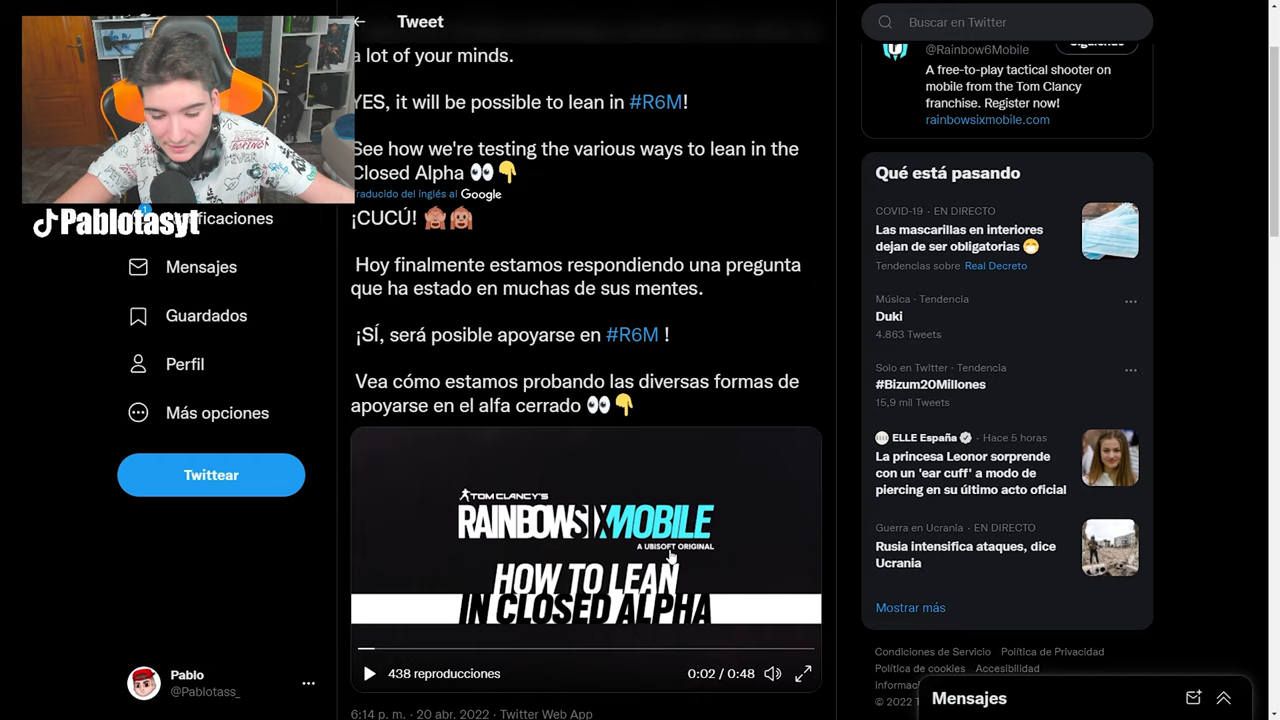 Tweet
Buscar en Twitter
a lot of your minds.
YES, it will be possible to lean in #R6M!
See how we're testing the various ways to lean in the
Closed Alpha 👀👇
Traducido del inglés al Google
¡CUCÚ! 🙈🙉
Hoy finalmente estamos respondiendo una pregunta
que ha estado en muchas de sus mentes.
¡SÍ, será posible apoyarse en #R6M !
Vea cómo estamos probando las diversas formas de
apoyarse en el alfa cerrado 👀👇
TOM CLANCY'S
RAINBOWSIXMOBILE
A UBISOFT ORIGINAL
HOW TO LEAN
IN CLOSED ALPHA
438 reproducciones
0:02 / 0:48
6:14 p. m. · 20 abr. 2022 · Twitter Web App
Pablotasyt
1
Mensajes
Guardados
Perfil
Más opciones
Twittear
Pablo
@Pablotass_
@Rainbow6Mobile
Siguiendo
A free-to-play tactical shooter on
mobile from the Tom Clancy
franchise. Register now!
rainbowsixmobile.com
Qué está pasando
COVID-19 · EN DIRECTO
Las mascarillas en interiores
dejan de ser obligatorias 😷
Tendencias sobre Real Decreto
Música · Tendencia
Duki
4.863 Tweets
Solo en Twitter · Tendencia
#Bizum20Millones
15,9 mil Tweets
ELLE España · Hace 5 horas
La princesa Leonor sorprende
con un 'ear cuff' a modo de
piercing en su último acto oficial
Guerra en Ucrania · EN DIRECTO
Rusia intensifica ataques, dice
Ucrania
Mostrar más
Condiciones de Servicio Política de Privacidad
Política de cookies Accesibilidad
© 2022
Mensajes